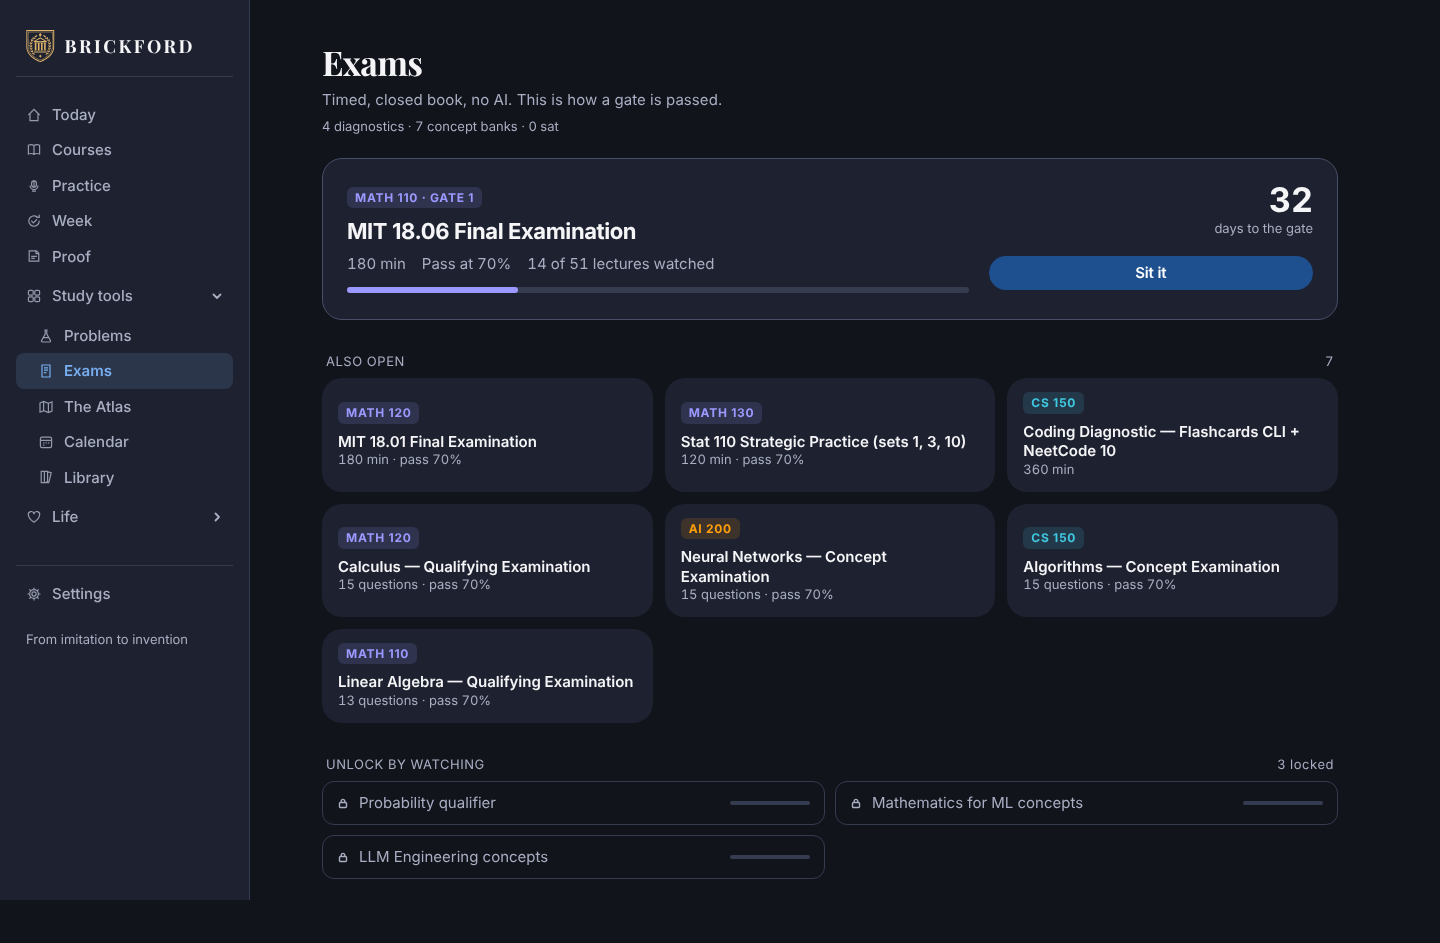 BRICKFORD
Today
Courses
Practice
Week
Proof
Study tools
Problems
Exams
The Atlas
Calendar
Library
Life
Settings
From imitation to invention
Exams
Timed, closed book, no AI. This is how a gate is passed.
4 diagnostics · 7 concept banks · 0 sat
MATH 110 · GATE 1
MIT 18.06 Final Examination
180 min Pass at 70% 14 of 51 lectures watched
32
days to the gate
Sit it
ALSO OPEN
7
MATH 120
MIT 18.01 Final Examination
180 min · pass 70%
MATH 130
Stat 110 Strategic Practice (sets 1, 3, 10)
120 min · pass 70%
CS 150
Coding Diagnostic — Flashcards CLI +
NeetCode 10
360 min
MATH 120
Calculus — Qualifying Examination
15 questions · pass 70%
AI 200
Neural Networks — Concept
Examination
15 questions · pass 70%
CS 150
Algorithms — Concept Examination
15 questions · pass 70%
MATH 110
Linear Algebra — Qualifying Examination
13 questions · pass 70%
UNLOCK BY WATCHING
3 locked
Probability qualifier
Mathematics for ML concepts
LLM Engineering concepts